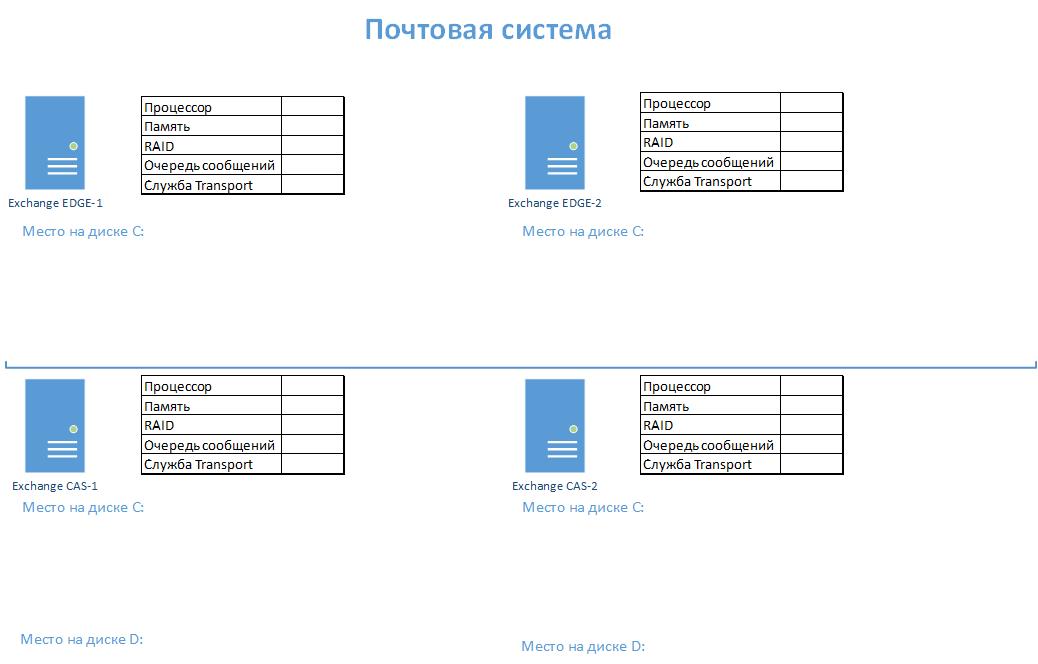 Почтовая система
Процессор
Память
RAID
Очередь сообщений
Служба Transport
Exchange EDGE-1
Место на диске C:
Процессор
Память
RAID
Очередь сообщений
Служба Transport
Exchange EDGE-2
Место на диске C:
Процессор
Память
RAID
Очередь сообщений
Служба Transport
Exchange CAS-1
Место на диске C:
Место на диске D:
Процессор
Память
RAID
Очередь сообщений
Служба Transport
Exchange CAS-2
Место на диске C:
Место на диске D: